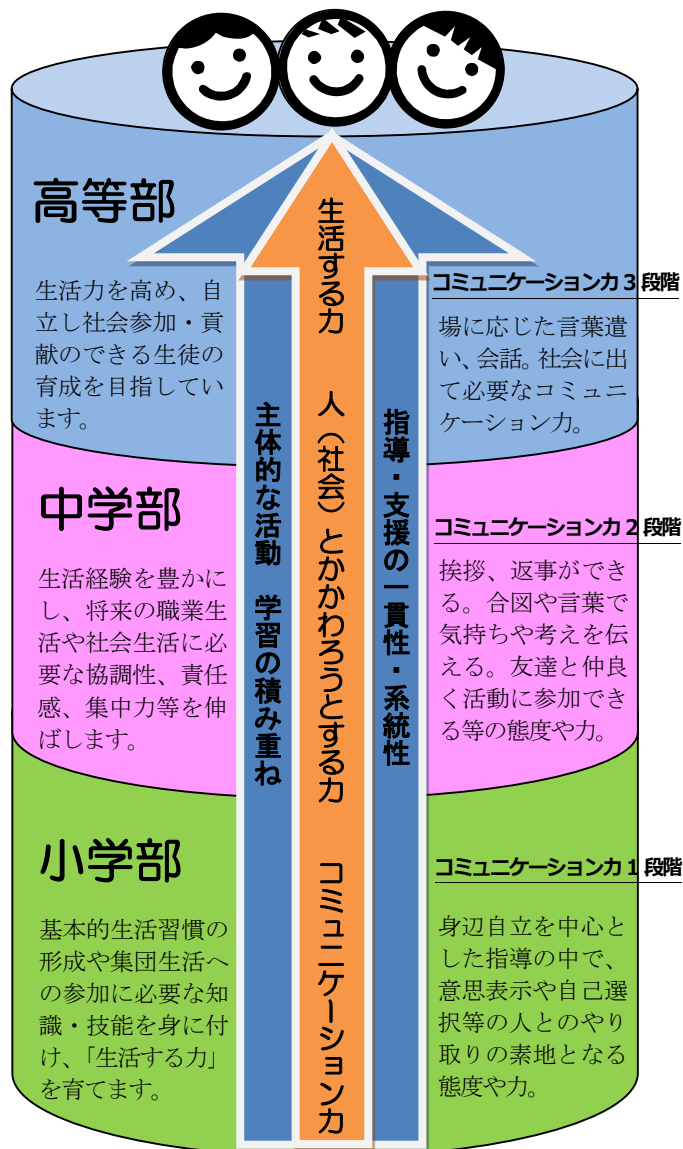 高等部
生活力を高め、自
立し社会参加・貢
献のできる生徒の
育成を目指してい
ます。
コミュニケーション力３段階
場に応じた言葉遣
い、会話。社会に出
て必要なコミュニ
ケーション力。
中学部
生活経験を豊かに
し、将来の職業生
活や社会生活に必
要な協調性、責任
感、集中力等を伸
ばします。
コミュニケーション力２段階
挨拶、返事ができ
る。合図や言葉で
気持ちや考えを伝
える。友達と仲良
く活動に参加でき
る等の態度や力。
小学部
基本的生活習慣の
形成や集団生活へ
の参加に必要な知
識・技能を身に付
け、「生活する力」
を育てます。
コミュニケーション力１段階
身辺自立を中心と
した指導の中で、
意思表示や自己選
択等の人とのやり
取りの素地となる
態度や力。
主体的な活動　学習の積み重ね
生活する力　人（社会）とかかわろうとする力　コミュニケーション力
指導・支援の一貫性・系統性